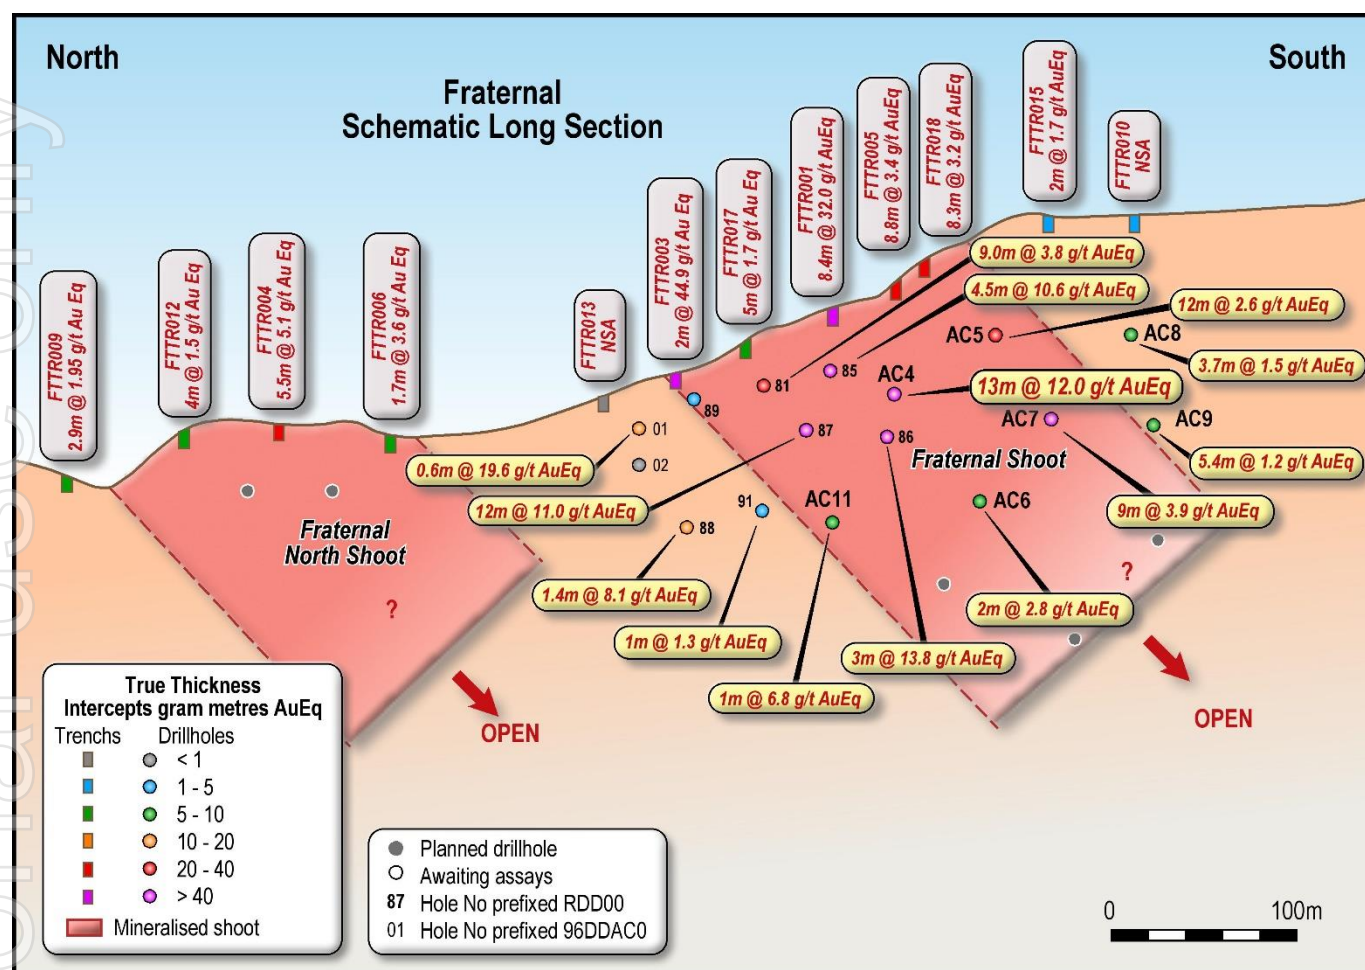 North
South
Fraternal
Schematic Long Section
FTTR009
2.9m @ 1.95 g/t Au Eq
FTTR012
4m @ 1.5 g/t Au Eq
FTTR004
5.5m @ 5.1 g/t Au Eq
FTTR006
1.7m @ 3.6 g/t Au Eq
FTTR013
NSA
FTTR003
2m @ 44.9 g/t Au Eq
FTTR017
5m @ 1.7 g/t Au Eq
FTTR001
8.4m @ 32.0 g/t AuEq
FTTR005
8.8m @ 3.4 g/t AuEq
FTTR018
8.3m @ 3.2 g/t AuEq
FTTR015
2m @ 1.7 g/t AuEq
FTTR010
NSA
9.0m @ 3.8 g/t AuEq
4.5m @ 10.6 g/t AuEq
12m @ 2.6 g/t AuEq
AC5
AC8
3.7m @ 1.5 g/t AuEq
81
85
AC4
13m @ 12.0 g/t AuEq
89
AC7
AC9
01
87
86
02
Fraternal Shoot
5.4m @ 1.2 g/t AuEq
0.6m @ 19.6 g/t AuEq
12m @ 11.0 g/t AuEq
91
AC11
AC6
9m @ 3.9 g/t AuEq
88
Fraternal
North Shoot
?
?
1.4m @ 8.1 g/t AuEq
2m @ 2.8 g/t AuEq
1m @ 1.3 g/t AuEq
3m @ 13.8 g/t AuEq
1m @ 6.8 g/t AuEq
OPEN
OPEN
True Thickness
Intercepts gram metres AuEq
Trenchs Drillholes
< 1
1 - 5
5 - 10
10 - 20
20 - 40
> 40
Mineralised shoot
Planned drillhole
Awaiting assays
87 Hole No prefixed RDD00
01 Hole No prefixed 96DDAC0
0 100m